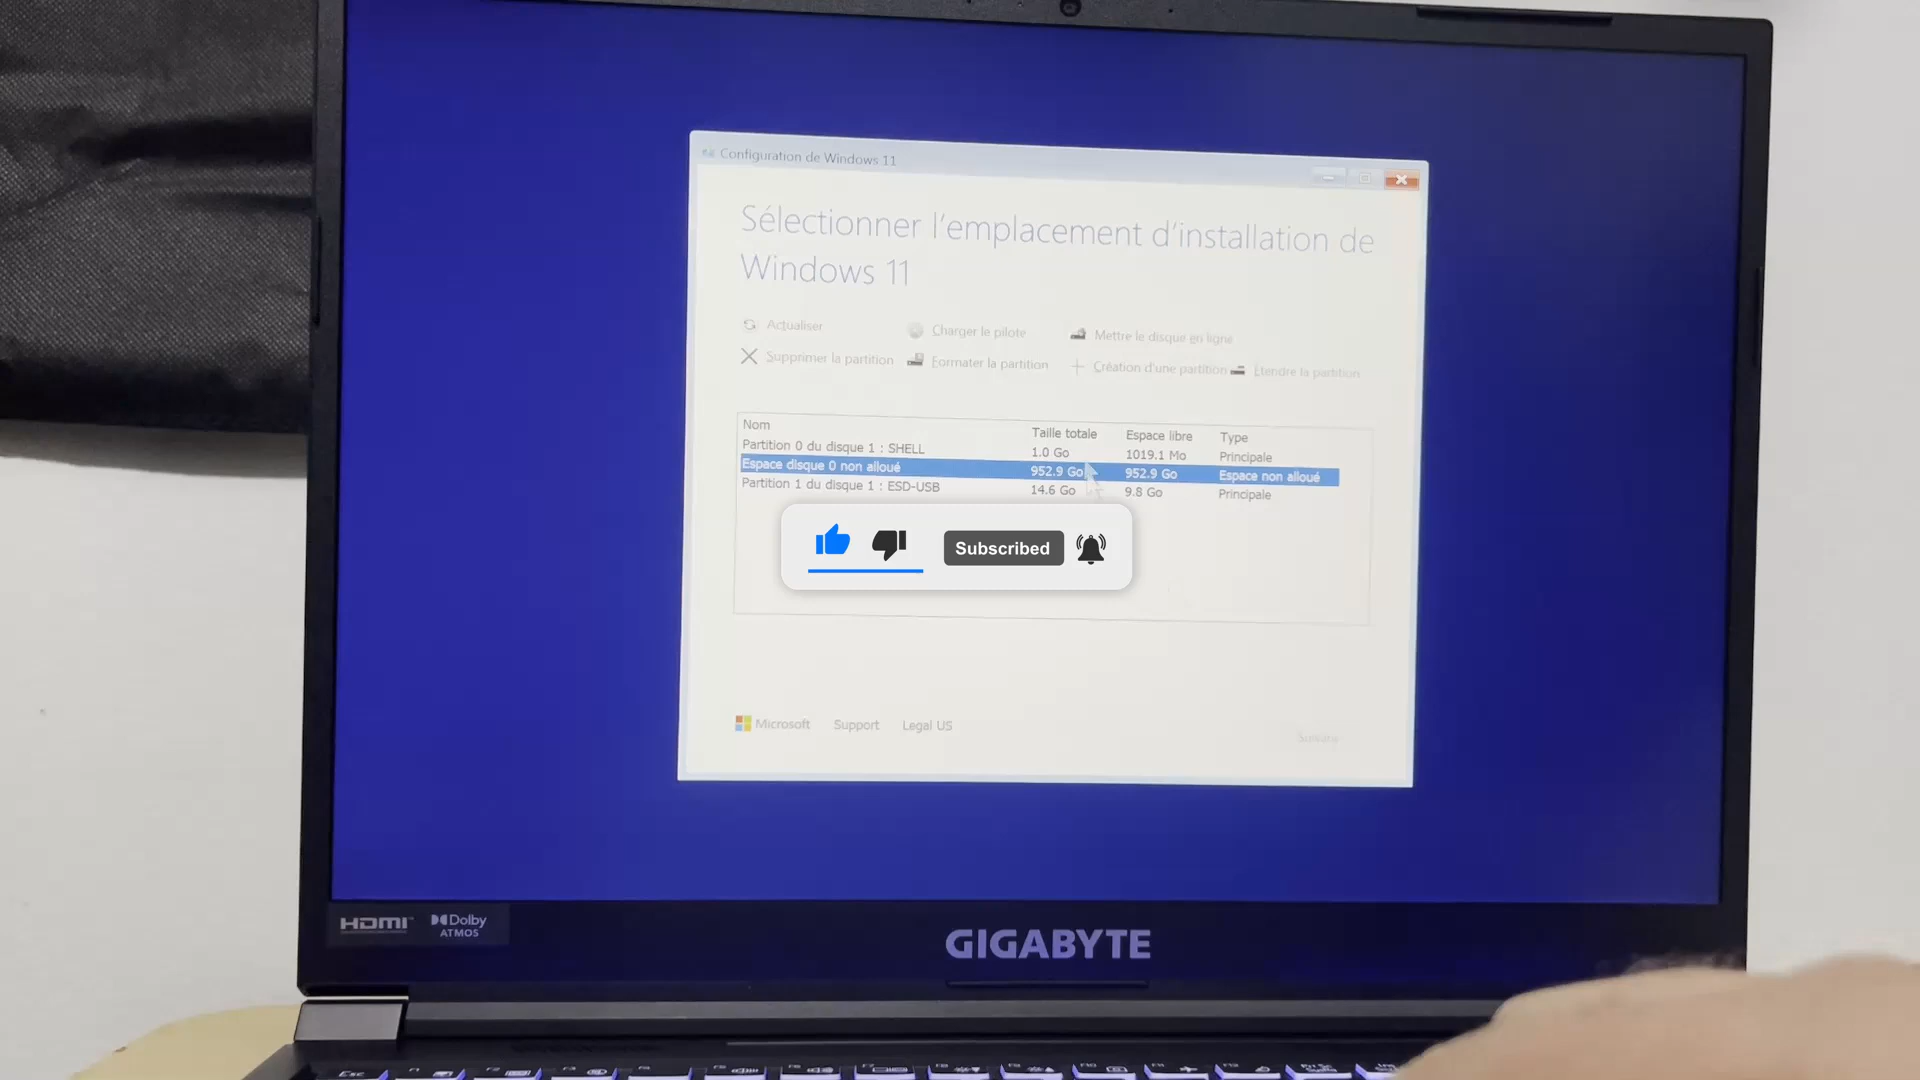 Configuration de Windows 11
Sélectionner l'emplacement d'installation de
Windows 11
Actualiser
Charger le pilote
Mettre le disque en ligne
Supprimer la partition
Formater la partition
Création d'une partition
Étendre la partition
Nom Taille totale Espace libre Type
Partition 0 du disque 1 : SHELL 1.0 Go 1019.1 Mo Principale
Espace disque 0 non alloué 952.9 Go 952.9 Go Espace non alloué
Partition 1 du disque 1 : ESD-USB 14.6 Go 9.8 Go Principale
Subscribed
Microsoft Support Legal US
Suivant
HDMI
Dolby
ATMOS
GIGABYTE
Esc